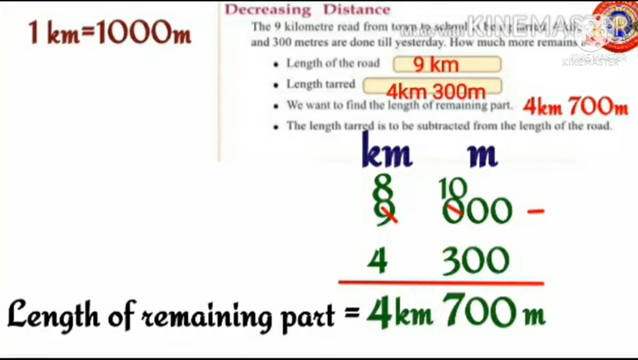 1 km=1000m
Decreasing Distance
The 9 kilometre read from town to school
and 300 metres are done till yesterday. How much more remains
KINEMASTER
• Length of the road 9 km
• Length tarred 4km 300m
• We want to find the length of remaining part. 4km 700m
• The length tarred is to be subtracted from the length of the road.
km m
8 10
9 000 -
4 300
Length of remaining part = 4km 700m